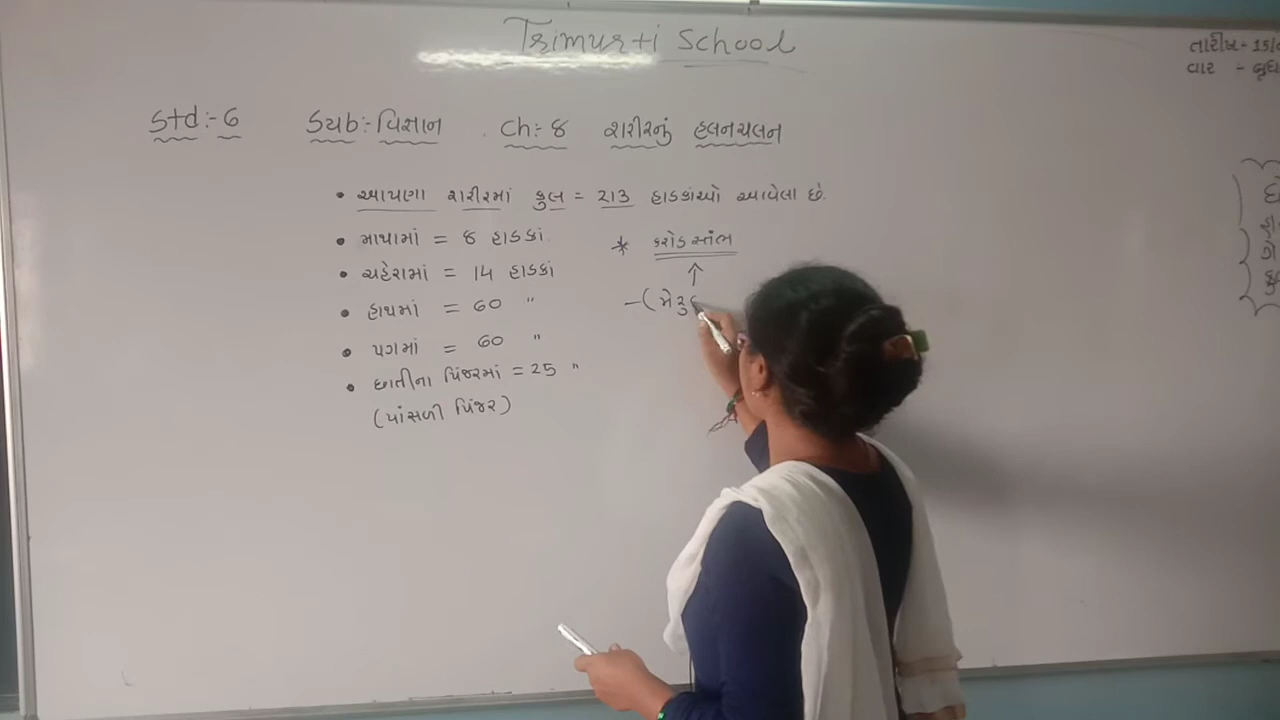 Trimurti School
તારીખ - 15/
વાર - બુધ
Std:- 6 Sub:- વિજ્ઞાન Ch:- 8 શરીરનું હલનચલન
• આપણા શરીરમાં કુલ = 213 હાડકાંઓ આવેલા છે.
• માથામાં = 8 હાડકાં.
• ચહેરામાં = 14 હાડકાં
• હાથમાં = 60 "
• પગમાં = 60 "
• છાતીના પિંજરમાં = 25 "
(પાંસળી પિંજર)
* કરોડસ્તંભ
↑
-(મેરુ